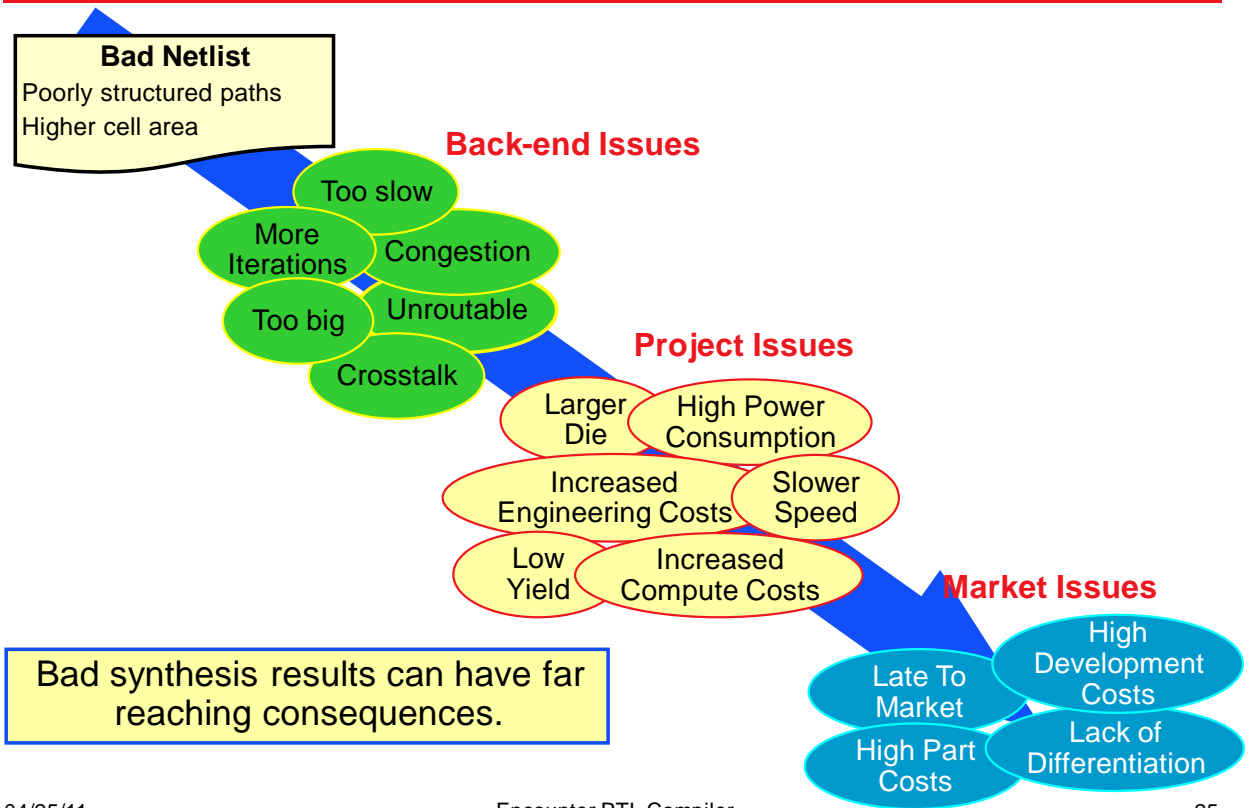 Bad Netlist
Poorly structured paths
Higher cell area
Back-end Issues
Too slow
More
Iterations
Congestion
Too big
Unroutable
Crosstalk
Project Issues
Larger
Die
High Power
Consumption
Increased
Engineering Costs
Slower
Speed
Low
Yield
Increased
Compute Costs
Market Issues
Late To
Market
High
Development
Costs
High Part
Costs
Lack of
Differentiation
Bad synthesis results can have far
reaching consequences.
Encounter RTL Compiler